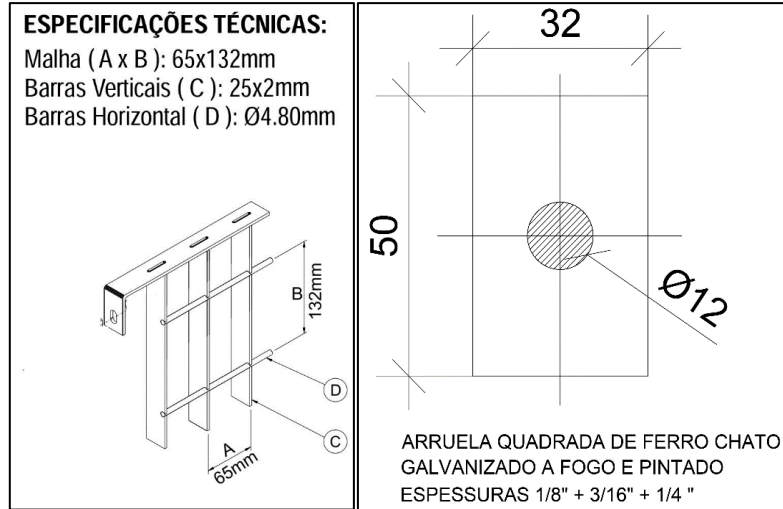 ESPECIFICAÇÕES TÉCNICAS:
Malha ( A x B ): 65x132mm
Barras Verticais ( C ): 25x2mm
Barras Horizontal ( D ): Ø4.80mm
B
132mm
D
C
A
65mm
32
50
Ø12
ARRUELA QUADRADA DE FERRO CHATO
GALVANIZADO A FOGO E PINTADO
ESPESSURAS 1/8" + 3/16" + 1/4 "